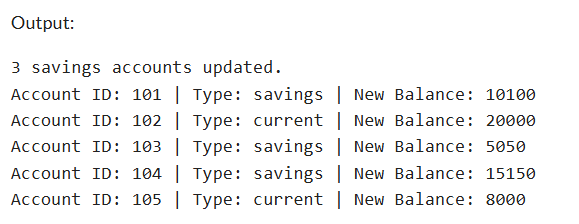 Output:
3 savings accounts updated.
Account ID: 101 | Type: savings | New Balance: 10100
Account ID: 102 | Type: current | New Balance: 20000
Account ID: 103 | Type: savings | New Balance: 5050
Account ID: 104 | Type: savings | New Balance: 15150
Account ID: 105 | Type: current | New Balance: 8000